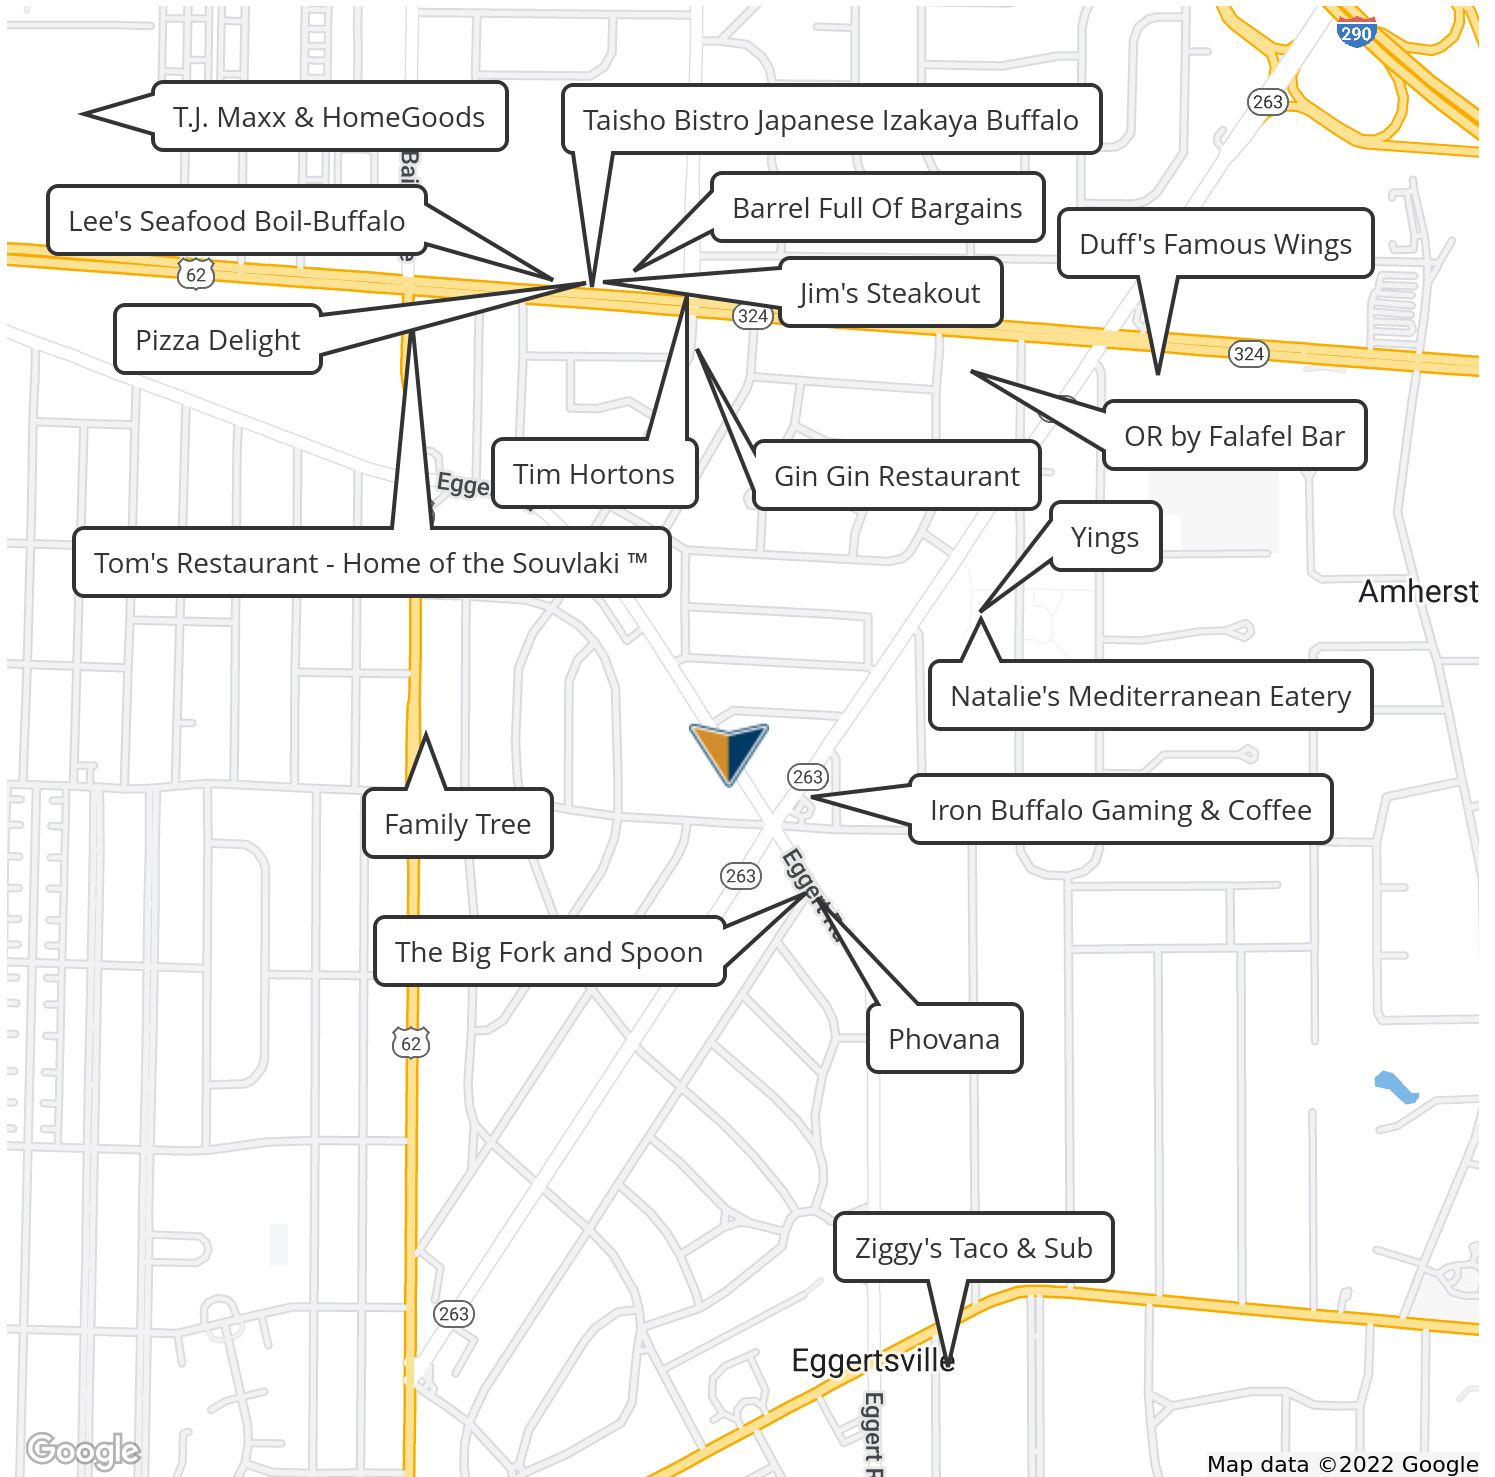 290
263
T.J. Maxx & HomeGoods
Taisho Bistro Japanese Izakaya Buffalo
Barrel Full Of Bargains
Lee's Seafood Boil-Buffalo
Duff's Famous Wings
62
Jim's Steakout
324
Pizza Delight
324
OR by Falafel Bar
Tim Hortons
Gin Gin Restaurant
Yings
Tom's Restaurant - Home of the Souvlaki ™
Amherst
Natalie's Mediterranean Eatery
263
Iron Buffalo Gaming & Coffee
Family Tree
263
Eggert Rd
The Big Fork and Spoon
Phovana
62
Ziggy's Taco & Sub
263
Eggertsville
Eggert R
Google
Map data ©2022 Google